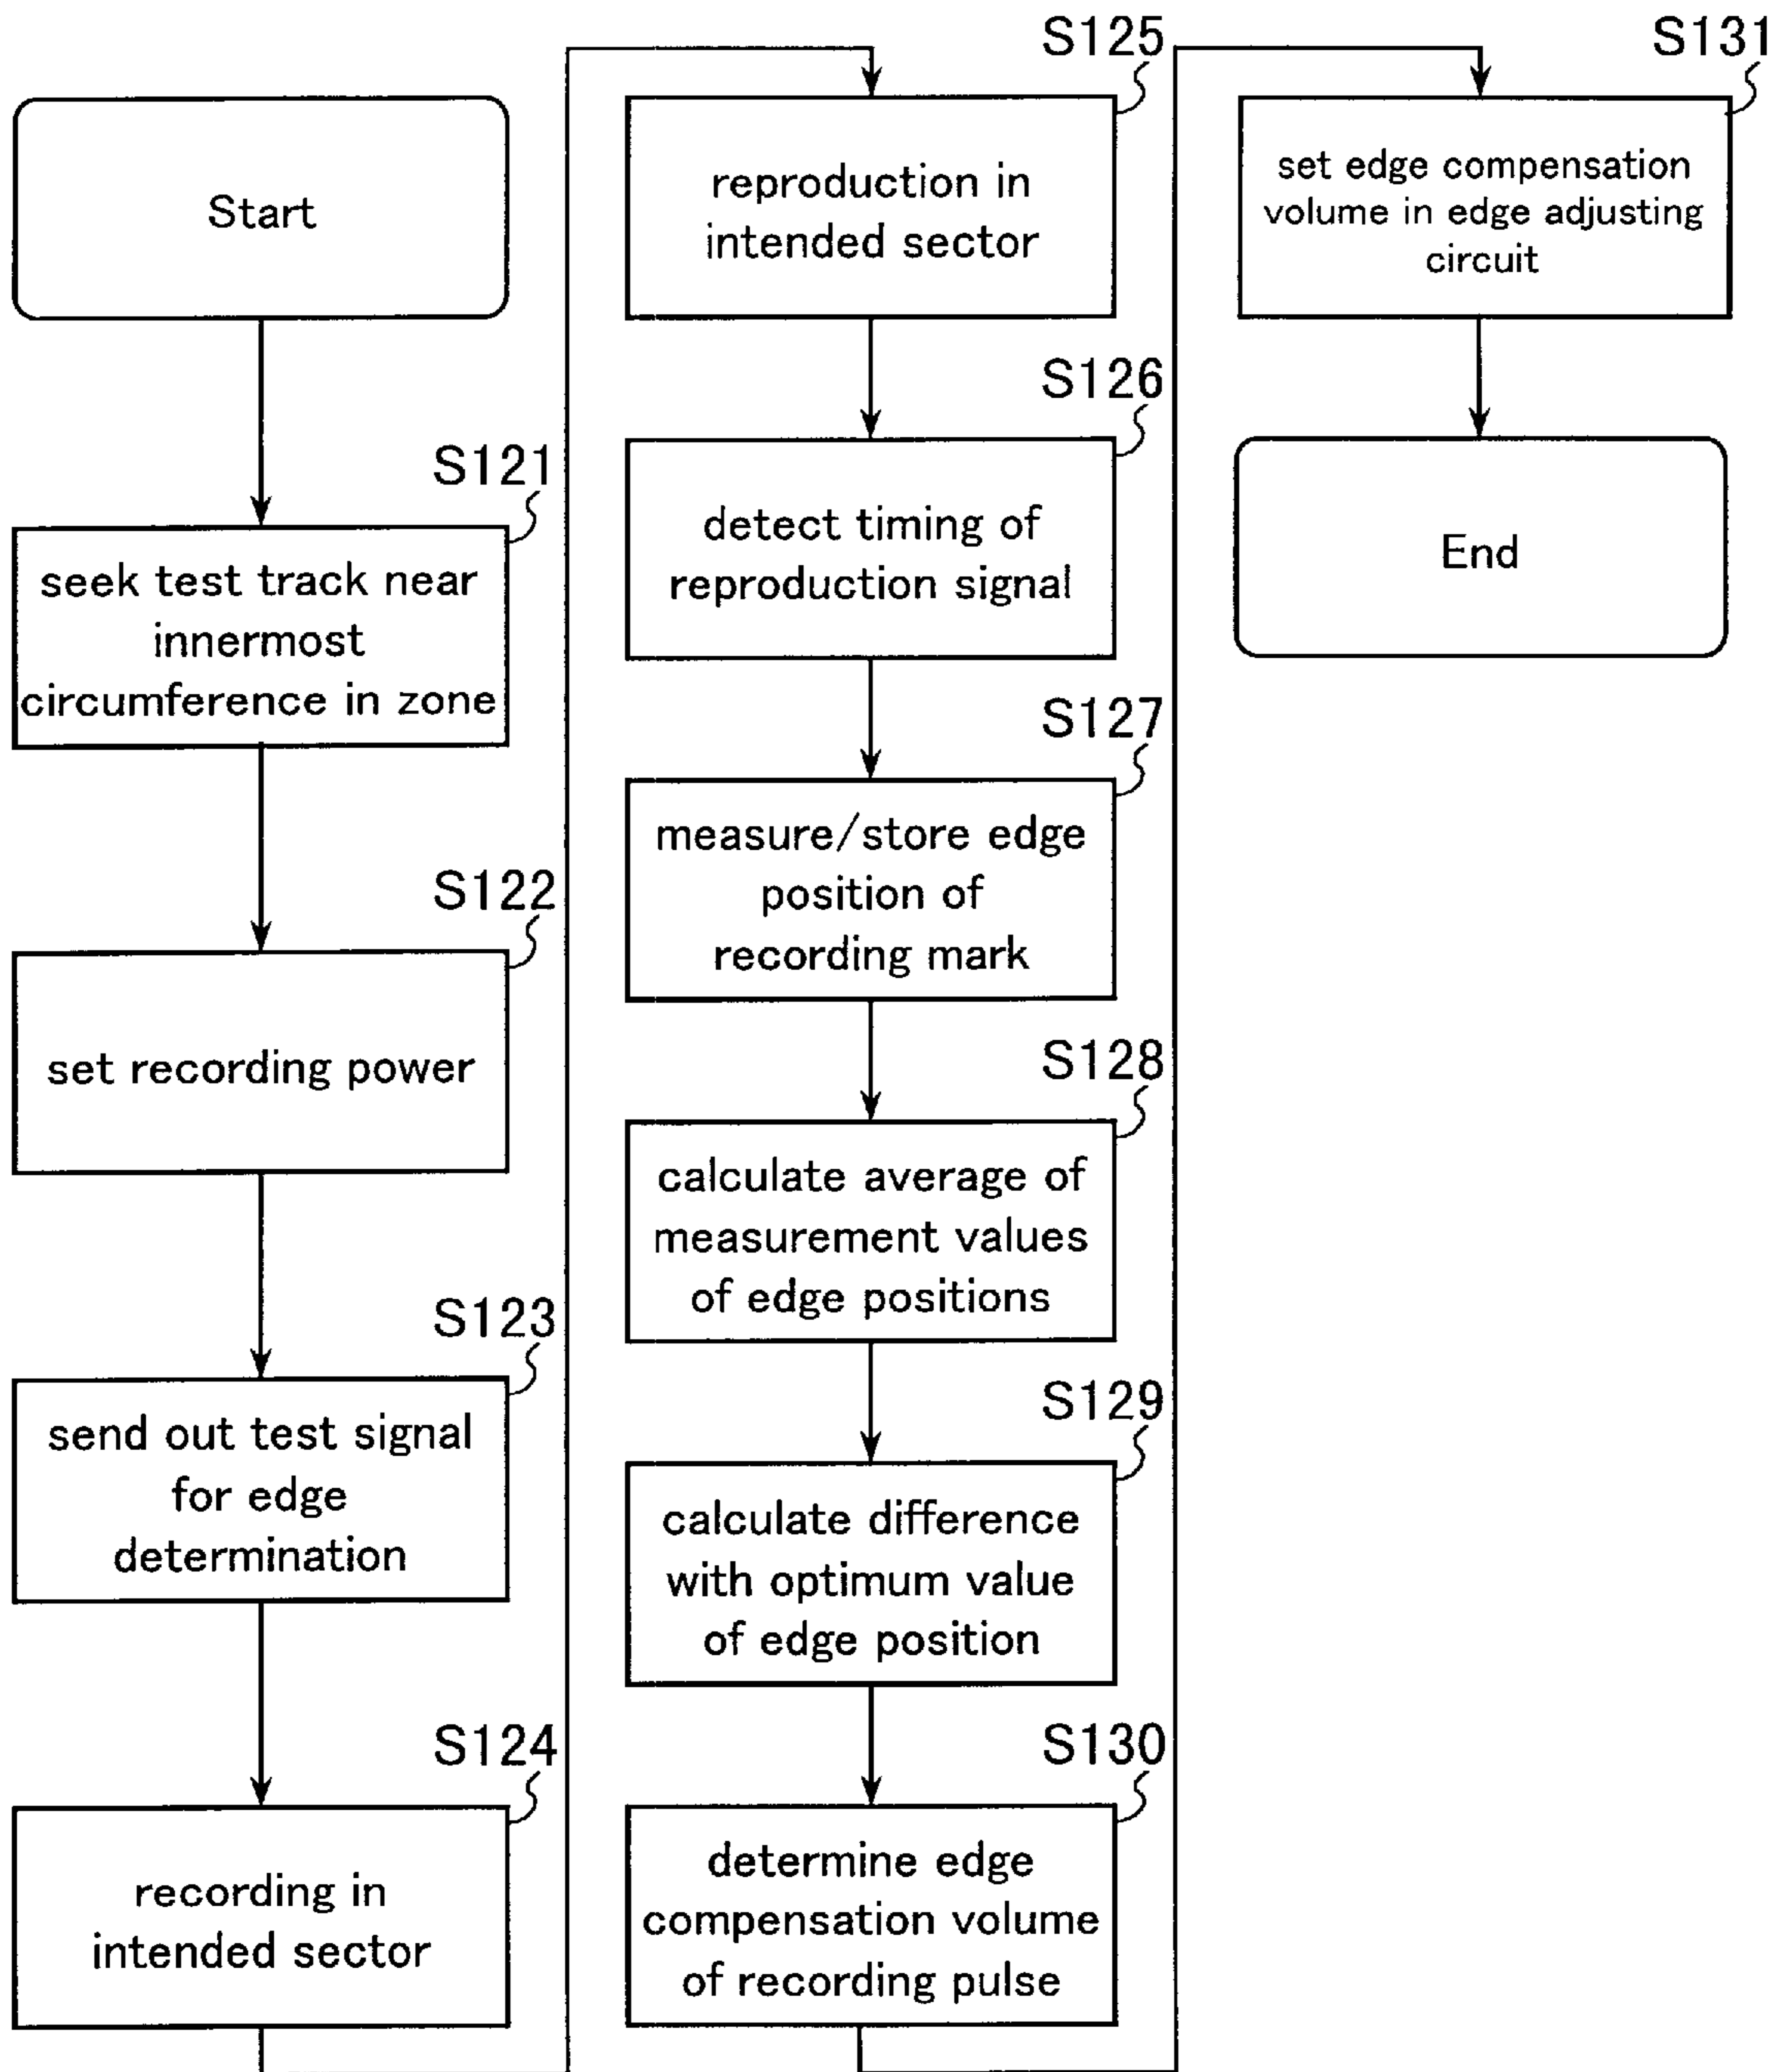 Start
S121
seek test track near
innermost
circumference in zone
S122
set recording power
S123
send out test signal
for edge
determination
S124
recording in
intended sector
S125
reproduction in
intended sector
S126
detect timing of
reproduction signal
S127
measure/store edge
position of
recording mark
S128
calculate average of
measurement values
of edge positions
S129
calculate difference
with optimum value
of edge position
S130
determine edge
compensation volume
of recording pulse
S131
set edge compensation
volume in edge adjusting
circuit
End